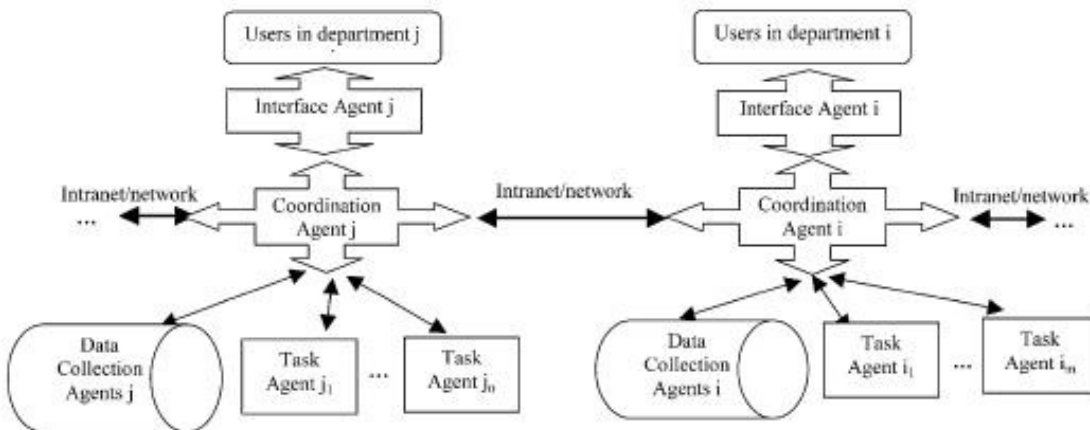 Users in department j
Users in department i
Interface Agent j
Interface Agent i
Intranet/network
...
Coordination
Agent j
Intranet/network
Coordination
Agent i
Intranet/network
...
Data
Collection
Agents j
Task
Agent j₁
...
Task
Agent jₙ
Data
Collection
Agents i
Task
Agent i₁
...
Task
Agent iₘ